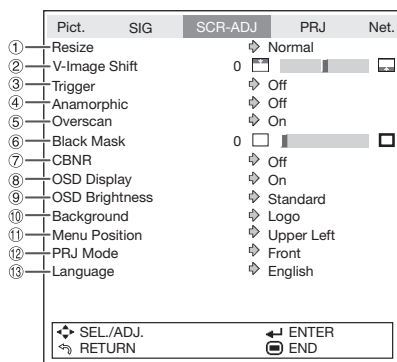 Pict. SIG SCR-ADJ PRJ Net.
① Resize Normal
② V-Image Shift 0
③ Trigger Off
④ Anamorphic Off
⑤ Overscan On
⑥ Black Mask 0
⑦ CBNR Off
⑧ OSD Display On
⑨ OSD Brightness Standard
⑩ Background Logo
⑪ Menu Position Upper Left
⑫ PRJ Mode Front
⑬ Language English
SEL./ADJ. ENTER
RETURN END